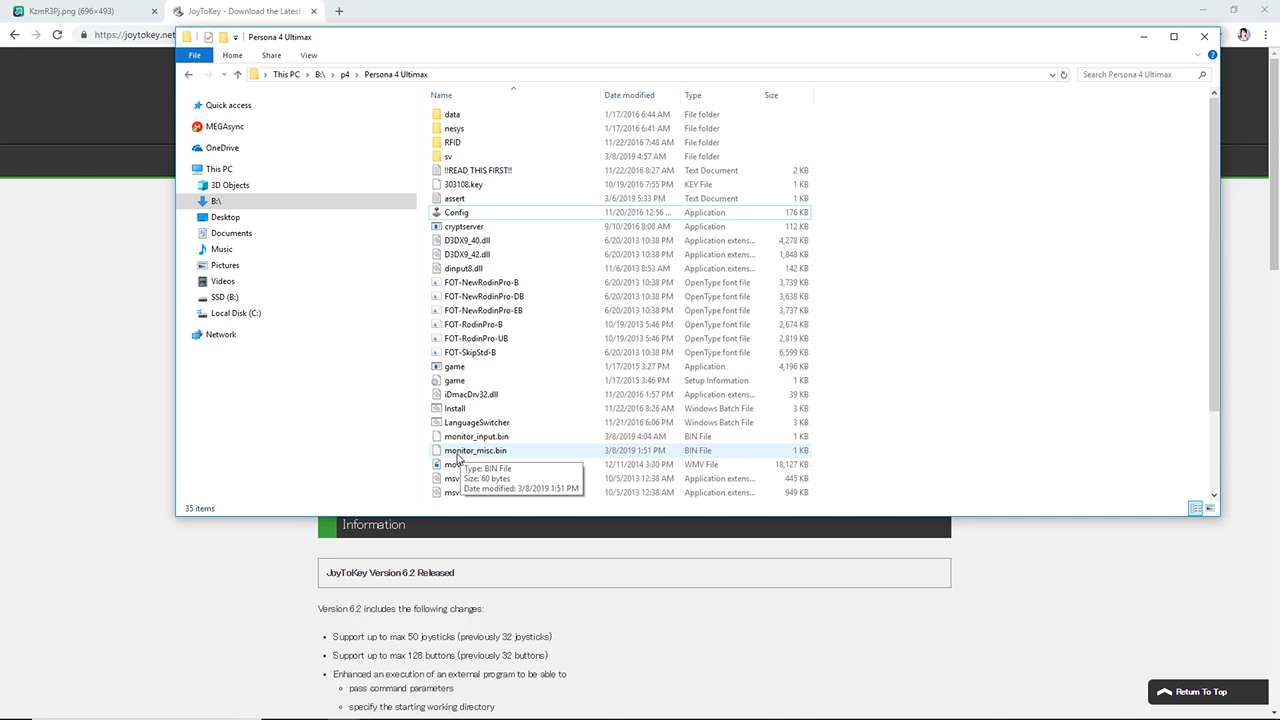 KzmR3Pj.png (696×493)
JoyToKey - Download the Latest
https://joytokey.net
Persona 4 Ultimax
File Home Share View
This PC B:\ p4 Persona 4 Ultimax
Search Persona 4 Ultimax
Quick access
MEGAsync
OneDrive
This PC
3D Objects
B:\
Desktop
Documents
Music
Pictures
Videos
SSD (B:)
Local Disk (C:)
Network
Name Date modified Type Size
data 1/17/2016 6:44 AM File folder
nesys 1/17/2016 6:41 AM File folder
RFID 11/22/2016 7:48 AM File folder
sv 3/8/2019 4:57 AM File folder
!!READ THIS FIRST!! 11/22/2016 8:27 AM Text Document 2 KB
303108.key 10/19/2016 7:55 PM KEY File 1 KB
assert 3/6/2019 5:33 PM Text Document 1 KB
Config 11/20/2016 12:56 ... Application 176 KB
cryptserver 9/10/2016 8:08 AM Application 112 KB
D3DX9_40.dll 6/20/2013 10:38 PM Application extens... 4,278 KB
D3DX9_42.dll 6/20/2013 10:38 PM Application extens... 1,848 KB
dinput8.dll 11/6/2013 8:53 AM Application extens... 142 KB
FOT-NewRodinPro-B 6/20/2013 10:38 PM OpenType font file 3,739 KB
FOT-NewRodinPro-DB 6/20/2013 10:38 PM OpenType font file 3,638 KB
FOT-NewRodinPro-EB 6/20/2013 10:38 PM OpenType font file 3,737 KB
FOT-RodinPro-B 10/19/2013 5:46 PM OpenType font file 2,674 KB
FOT-RodinPro-UB 10/19/2013 5:46 PM OpenType font file 2,819 KB
FOT-SkipStd-B 6/20/2013 10:38 PM OpenType font file 6,599 KB
game 1/17/2015 3:27 PM Application 4,196 KB
game 1/17/2015 3:46 PM Setup Information 1 KB
iDmacDrv32.dll 11/20/2016 1:57 PM Application extens... 39 KB
Install 11/22/2016 8:26 AM Windows Batch File 3 KB
LanguageSwitcher 11/21/2016 6:06 PM Windows Batch File 3 KB
monitor_input.bin 3/8/2019 4:04 AM BIN File 1 KB
monitor_misc.bin 3/8/2019 1:51 PM BIN File 1 KB
mo 12/11/2014 3:30 PM WMV File 18,127 KB
msv 10/5/2013 12:38 AM Application extens... 445 KB
msv 10/5/2013 12:38 AM Application extens... 949 KB
Type: BIN File
Size: 60 bytes
Date modified: 3/8/2019 1:51 PM
35 items
Information
JoyToKey Version 6.2 Released
Version 6.2 includes the following changes:
• Support up to max 50 joysticks (previously 32 joysticks)
• Support up to max 128 buttons (previously 32 buttons)
• Enhanced an execution of an external program to be able to
pass command parameters
specify the starting working directory
Return To Top